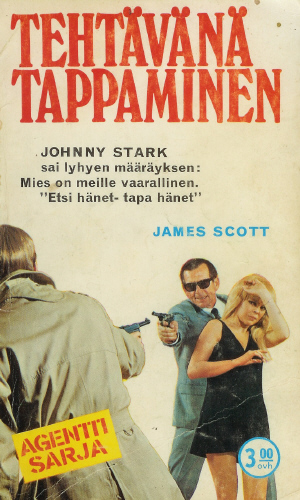 TEHTÄVÄNÄ
TAPPAMINEN
JOHNNY STARK
sai lyhyen määräyksen:
Mies on meille vaarallinen.
"Etsi hänet- tapa hänet"
JAMES SCOTT
AGENTTI
SARJA
3.00
ovh